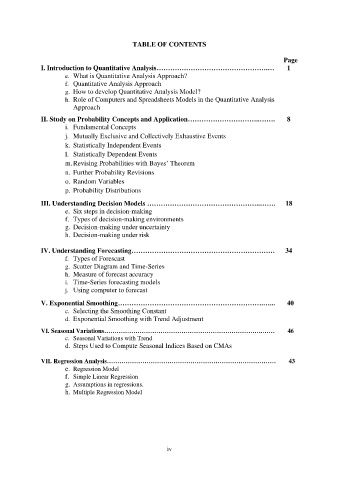 TABLE OF CONTENTS
Page
I. Introduction to Quantitative Analysis…………………………………………….…. 1
e. What is Quantitative Analysis Approach?
f. Quantitative Analysis Approach
g. How to develop Quantitative Analysis Model?
h. Role of Computers and Spreadsheets Models in the Quantitative Analysis
Approach
II. Study on Probability Concepts and Application……………………………..……. 8
i. Fundamental Concepts
j. Mutually Exclusive and Collectively Exhaustive Events
k. Statistically Independent Events
l. Statistically Dependent Events
m. Revising Probabilities with Bayes’ Theorem
n. Further Probability Revisions
o. Random Variables
p. Probability Distributions
III. Understanding Decision Models ………………………………………….….…… 18
e. Six steps in decision-making
f. Types of decision-making environments
g. Decision-making under uncertainty
h. Decision-making under risk
IV. Understanding Forecasting………………………………………………………… 34
f. Types of Forescast
g. Scatter Diagram and Time-Series
h. Measure of forecast accuracy
i. Time-Series forecasting models
j. Using computer to forecast
V. Exponential Smoothing……………………………………………………………... 40
c. Selecting the Smoothing Constant
d. Exponential Smoothing with Trend Adjustment
VI. Seasonal Variations…………………………………………………………………… 46
c. Seasonal Variations with Trend
d. Steps Used to Compute Seasonal Indices Based on CMAs
VII. Regression Analysis………………………………………………………………… 43
e. Regression Model
f. Simple Linear Regression
g. Assumptions in regressions.
h. Multiple Regression Model
iv